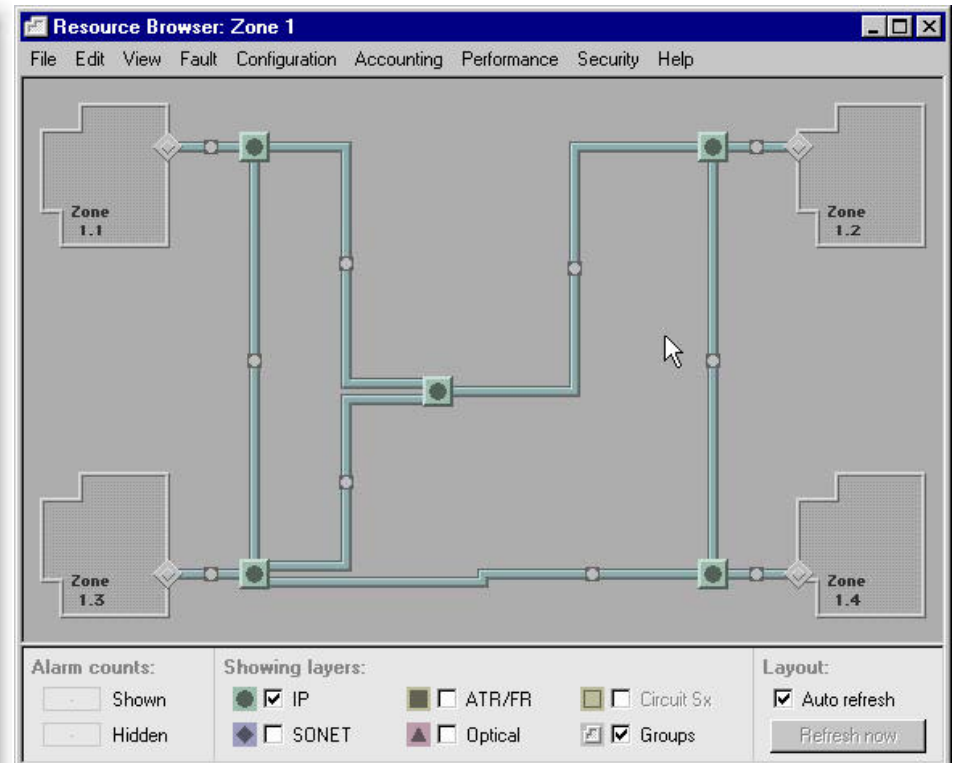 Resource Browser: Zone 1
File Edit View Fault Configuration Accounting Performance Security Help
Zone
1.1
Zone
1.2
Zone
1.3
Zone
1.4
Alarm counts:
Shown
Hidden
Showing layers:
IP
ATR/FR
Circuit Sx
SONET
Optical
Groups
Layout:
Auto refresh
Refresh now